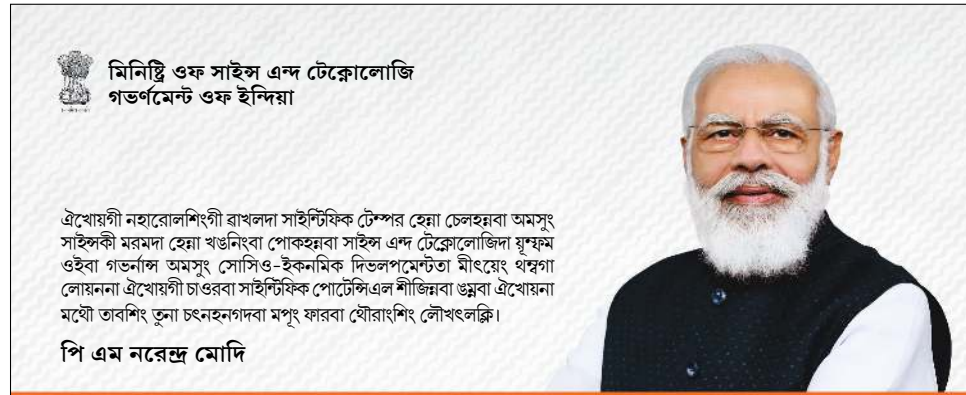 মিনিষ্ট্রি ওফ সাইন্স এন্দ টেক্নোলোজি
গভর্ণমেন্ট ওফ ইন্দিয়া
ঐখোয়গী নহারোলশিংগী ৱাখলদা সাইন্টিফিক টেম্পর হেন্না চেলহন্নবা অমসুং
সাইন্সকী মরমদা হেন্না খঙনিংবা পোকহন্নবা সাইন্স এন্দ টেক্নোলোজিদা য়ূম্ফম
ওইবা গভর্নান্স অমসুং সোসিও-ইকনমিক দিভলপমেন্টতা মীৎয়েং থম্বগা
লোয়ননা ঐখোয়গী চাওরবা সাইন্টিফিক পোটেন্সিএল শীজিন্নবা ঙম্নবা ঐখোয়না
মথৌ তাবশিং তুনা চৎনহনগদবা মপূং ফারবা থৌরাংশিং লৌখৎলক্লি।
পি এম নরেন্দ্র মোদি